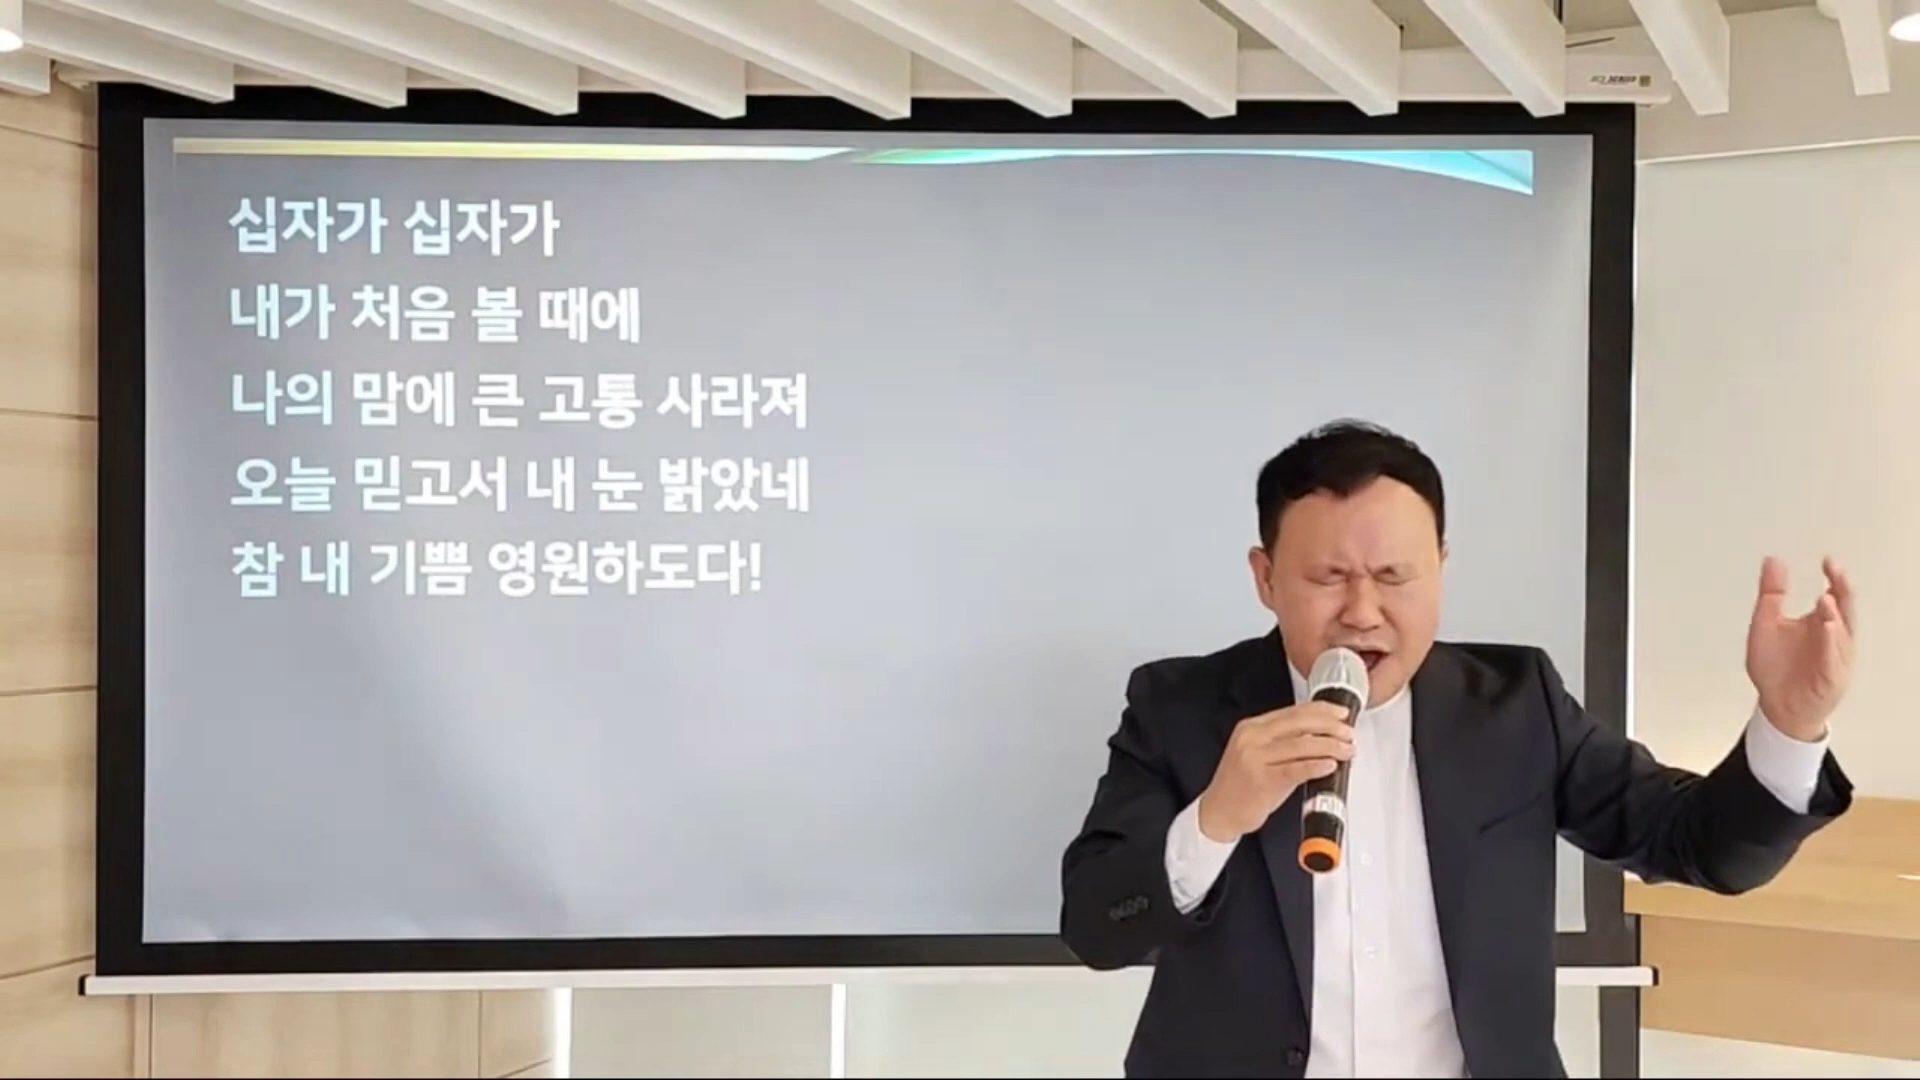 십자가 십자가
내가 처음 볼 때에
나의 맘에 큰 고통 사라져
오늘 믿고서 내 눈 밝았네
참 내 기쁨 영원하도다!